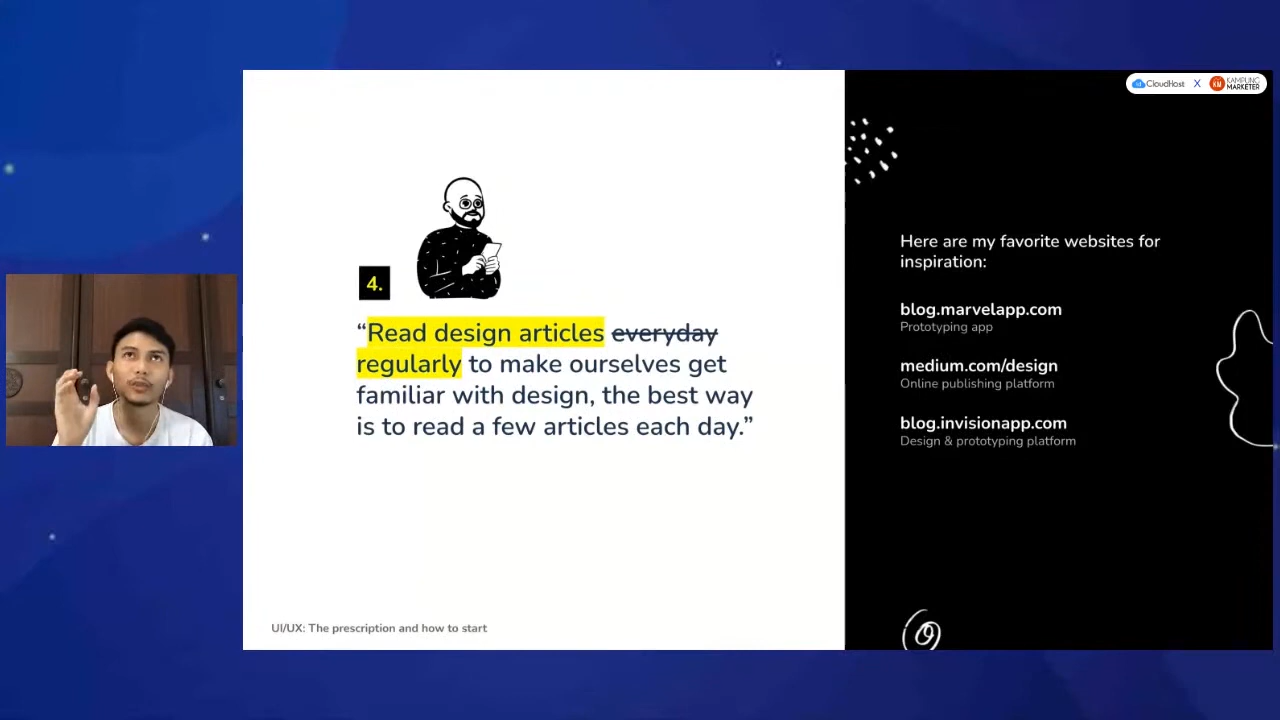 CloudHost X KAMPUNG MARKETER
4.
“Read design articles everyday
regularly to make ourselves get
familiar with design, the best way
is to read a few articles each day.”
UI/UX: The prescription and how to start
Here are my favorite websites for
inspiration:
blog.marvelapp.com
Prototyping app
medium.com/design
Online publishing platform
blog.invisionapp.com
Design & prototyping platform